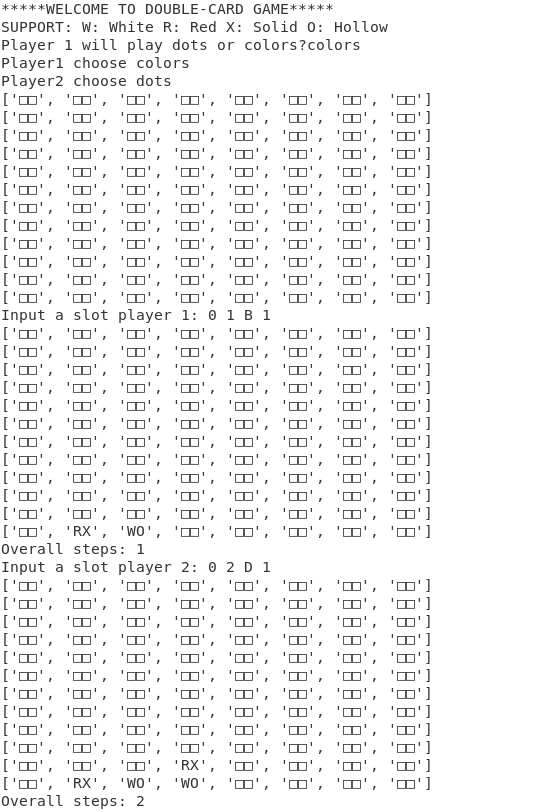 *****WELCOME TO DOUBLE-CARD GAME*****
SUPPORT: W: White R: Red X: Solid O: Hollow
Player 1 will play dots or colors?colors
Player1 choose colors
Player2 choose dots
['□□', '□□', '□□', '□□', '□□', '□□', '□□', '□□']
['□□', '□□', '□□', '□□', '□□', '□□', '□□', '□□']
['□□', '□□', '□□', '□□', '□□', '□□', '□□', '□□']
['□□', '□□', '□□', '□□', '□□', '□□', '□□', '□□']
['□□', '□□', '□□', '□□', '□□', '□□', '□□', '□□']
['□□', '□□', '□□', '□□', '□□', '□□', '□□', '□□']
['□□', '□□', '□□', '□□', '□□', '□□', '□□', '□□']
['□□', '□□', '□□', '□□', '□□', '□□', '□□', '□□']
['□□', '□□', '□□', '□□', '□□', '□□', '□□', '□□']
['□□', '□□', '□□', '□□', '□□', '□□', '□□', '□□']
['□□', '□□', '□□', '□□', '□□', '□□', '□□', '□□']
['□□', '□□', '□□', '□□', '□□', '□□', '□□', '□□']
Input a slot player 1: 0 1 B 1
['□□', '□□', '□□', '□□', '□□', '□□', '□□', '□□']
['□□', '□□', '□□', '□□', '□□', '□□', '□□', '□□']
['□□', '□□', '□□', '□□', '□□', '□□', '□□', '□□']
['□□', '□□', '□□', '□□', '□□', '□□', '□□', '□□']
['□□', '□□', '□□', '□□', '□□', '□□', '□□', '□□']
['□□', '□□', '□□', '□□', '□□', '□□', '□□', '□□']
['□□', '□□', '□□', '□□', '□□', '□□', '□□', '□□']
['□□', '□□', '□□', '□□', '□□', '□□', '□□', '□□']
['□□', '□□', '□□', '□□', '□□', '□□', '□□', '□□']
['□□', '□□', '□□', '□□', '□□', '□□', '□□', '□□']
['□□', '□□', '□□', '□□', '□□', '□□', '□□', '□□']
['□□', 'RX', 'WO', '□□', '□□', '□□', '□□', '□□']
Overall steps: 1
Input a slot player 2: 0 2 D 1
['□□', '□□', '□□', '□□', '□□', '□□', '□□', '□□']
['□□', '□□', '□□', '□□', '□□', '□□', '□□', '□□']
['□□', '□□', '□□', '□□', '□□', '□□', '□□', '□□']
['□□', '□□', '□□', '□□', '□□', '□□', '□□', '□□']
['□□', '□□', '□□', '□□', '□□', '□□', '□□', '□□']
['□□', '□□', '□□', '□□', '□□', '□□', '□□', '□□']
['□□', '□□', '□□', '□□', '□□', '□□', '□□', '□□']
['□□', '□□', '□□', '□□', '□□', '□□', '□□', '□□']
['□□', '□□', '□□', '□□', '□□', '□□', '□□', '□□']
['□□', '□□', '□□', '□□', '□□', '□□', '□□', '□□']
['□□', '□□', '□□', 'RX', '□□', '□□', '□□', '□□']
['□□', 'RX', 'WO', 'WO', '□□', '□□', '□□', '□□']
Overall steps: 2